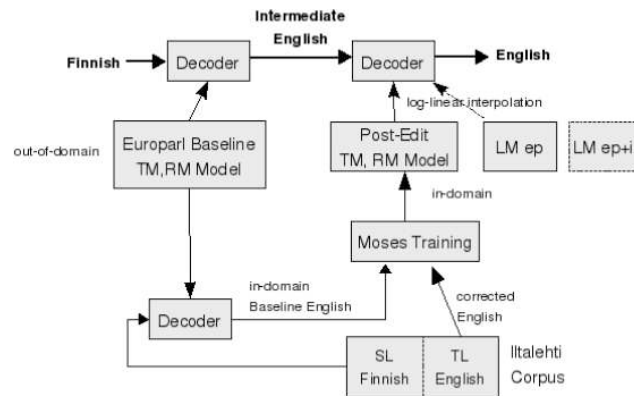 Intermediate
English
Finnish
Decoder
Decoder
English
log-linear interpolation
out-of-domain
Europarl Baseline
TM,RM Model
Post-Edit
TM, RM Model
LM ep
LM ep+i
in-domain
Moses Training
in-domain
Baseline English
corrected
English
Decoder
SL
Finnish
TL
English
Iltalehti
Corpus